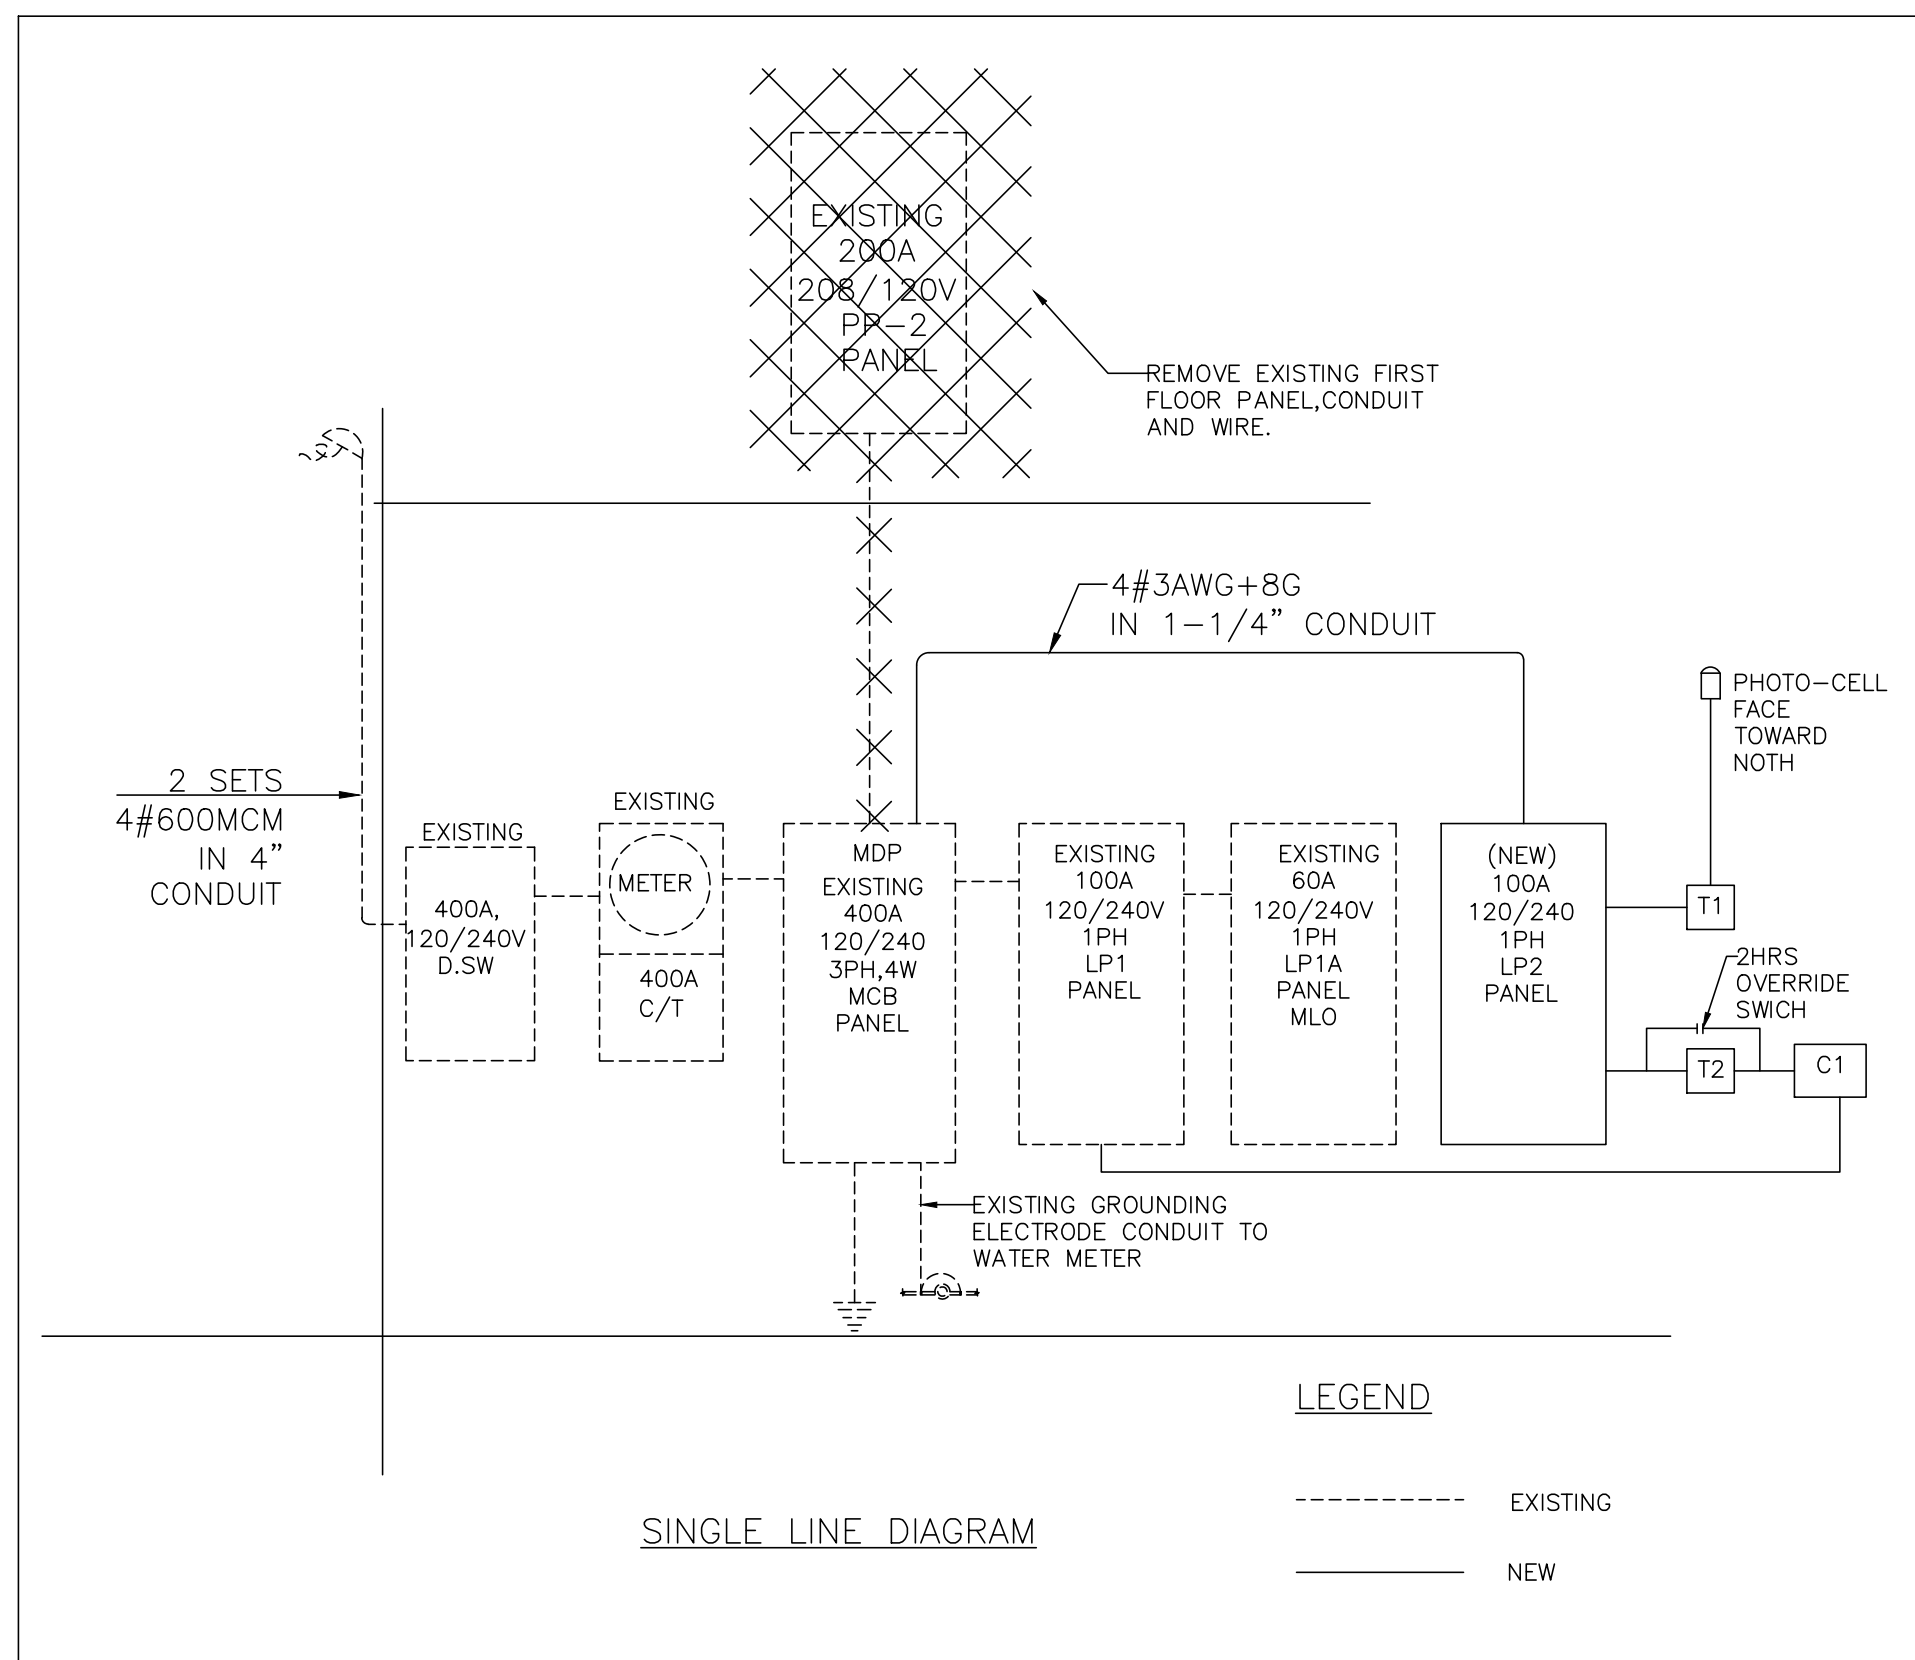 EXISTING
200A
208/120V
PP-2
PANEL
REMOVE EXISTING FIRST
FLOOR PANEL,CONDUIT
AND WIRE.
4#3AWG+8G
IN 1-1/4” CONDUIT
PHOTO-CELL
FACE
TOWARD
NOTH
2 SETS
4#600MCM
IN 4”
CONDUIT
EXISTING
400A,
120/240V
D.SW
EXISTING
METER
400A
C/T
MDP
EXISTING
400A
120/240
3PH,4W
MCB
PANEL
EXISTING
100A
120/240V
1PH
LP1
PANEL
EXISTING
60A
120/240V
1PH
LP1A
PANEL
MLO
(NEW)
100A
120/240
1PH
LP2
PANEL
T1
2HRS
OVERRIDE
SWICH
T2
C1
EXISTING GROUNDING
ELECTRODE CONDUIT TO
WATER METER
LEGEND
EXISTING
NEW
SINGLE LINE DIAGRAM